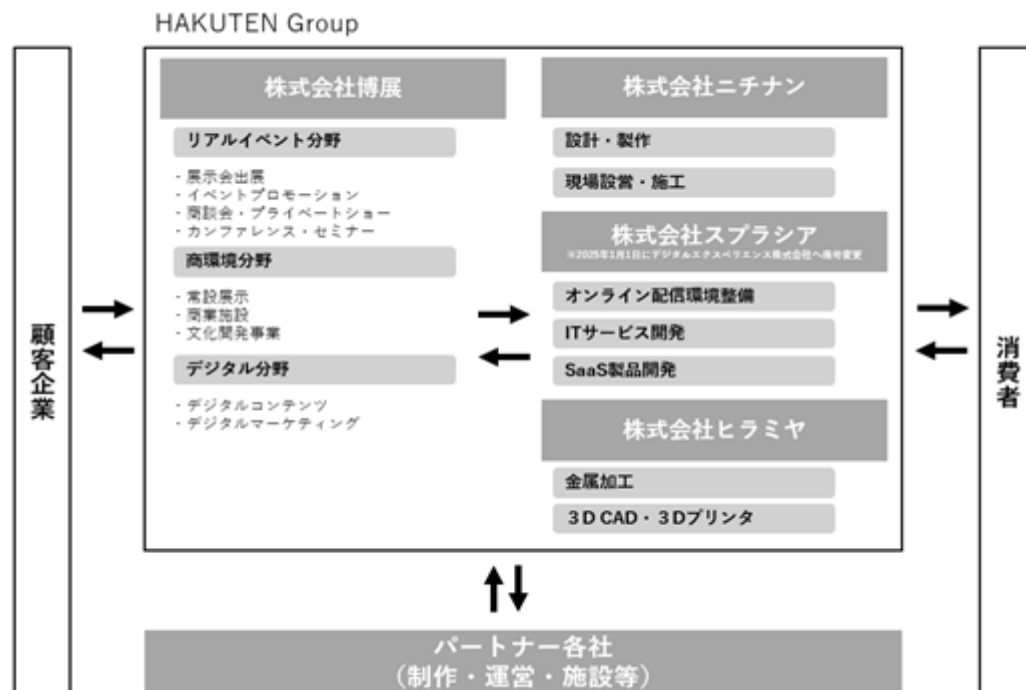 HAKUTEN Group
顧客企業
株式会社博展
リアルイベント分野
- 展示会出展
- イベントプロモーション
- 商談会・プライベートショー
- カンファレンス・セミナー
商環境分野
- 常設展示
- 商業施設
- 文化開発事業
デジタル分野
- デジタルコンテンツ
- デジタルマーケティング
株式会社ニチナン
設計・製作
現場設営・施工
株式会社スプラシア
※2025年1月1日にデジタルエクスペリエンス株式会社へ商号変更
オンライン配信環境整備
ITサービス開発
SaaS製品開発
株式会社ヒラミヤ
金属加工
３D CAD・３Dプリンタ
消費者
パートナー各社
（制作・運営・施設等）